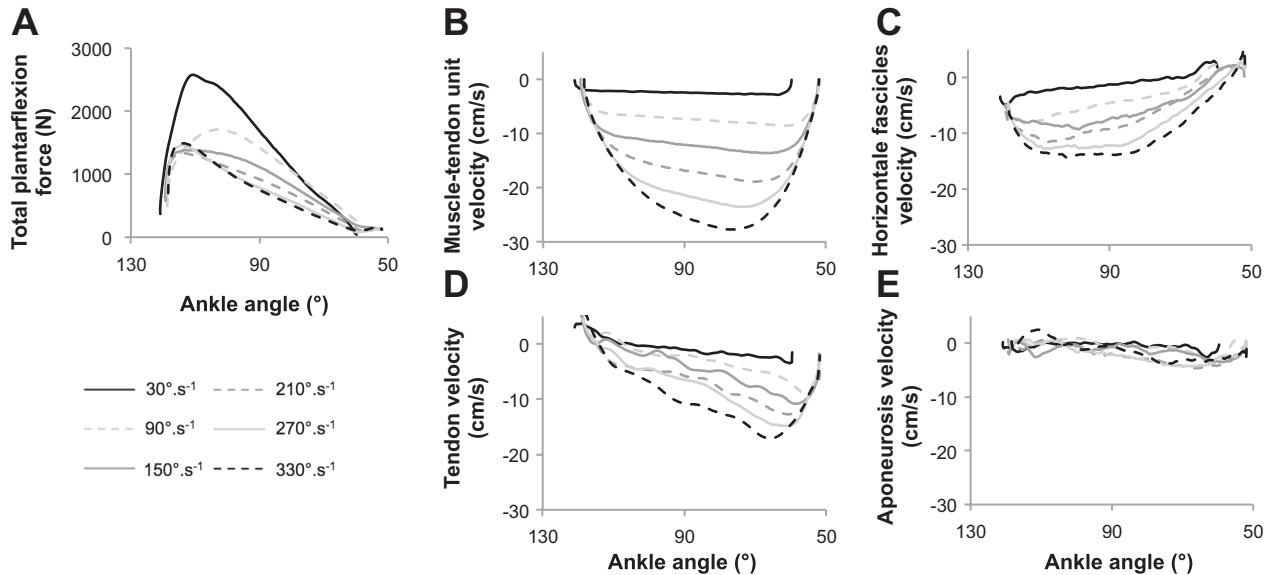 A
Total plantarflexion
force (N)
3000
2000
1000
0
130
90
50
Ankle angle (°)
B
Muscle-tendon unit
velocity (cm/s)
0
-10
-20
-30
130
90
50
C
Horizontale fascicles
velocity (cm/s)
0
-10
-20
-30
130
90
50
30°.s-1
210°.s-1
90°.s-1
270°.s-1
150°.s-1
330°.s-1
D
Tendon velocity
(cm/s)
0
-10
-20
-30
130
90
50
Ankle angle (°)
E
Aponeurosis velocity
(cm/s)
0
-10
-20
-30
130
90
50
Ankle angle (°)